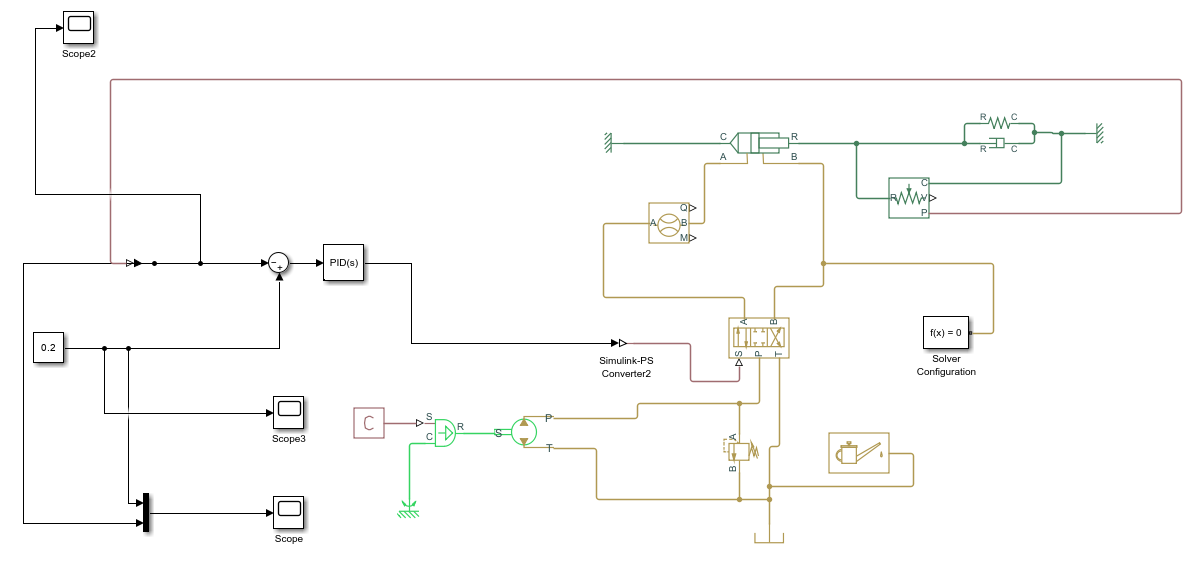 Scope2
R C
R C
C R
A B
C
R V
P
Q
A B
M
PID(s)
− +
0.2
A B
S P T
f(x) = 0
Solver
Configuration
Simulink-PS
Converter2
C
S
C
R
S
P
T
A
B
Scope3
Scope